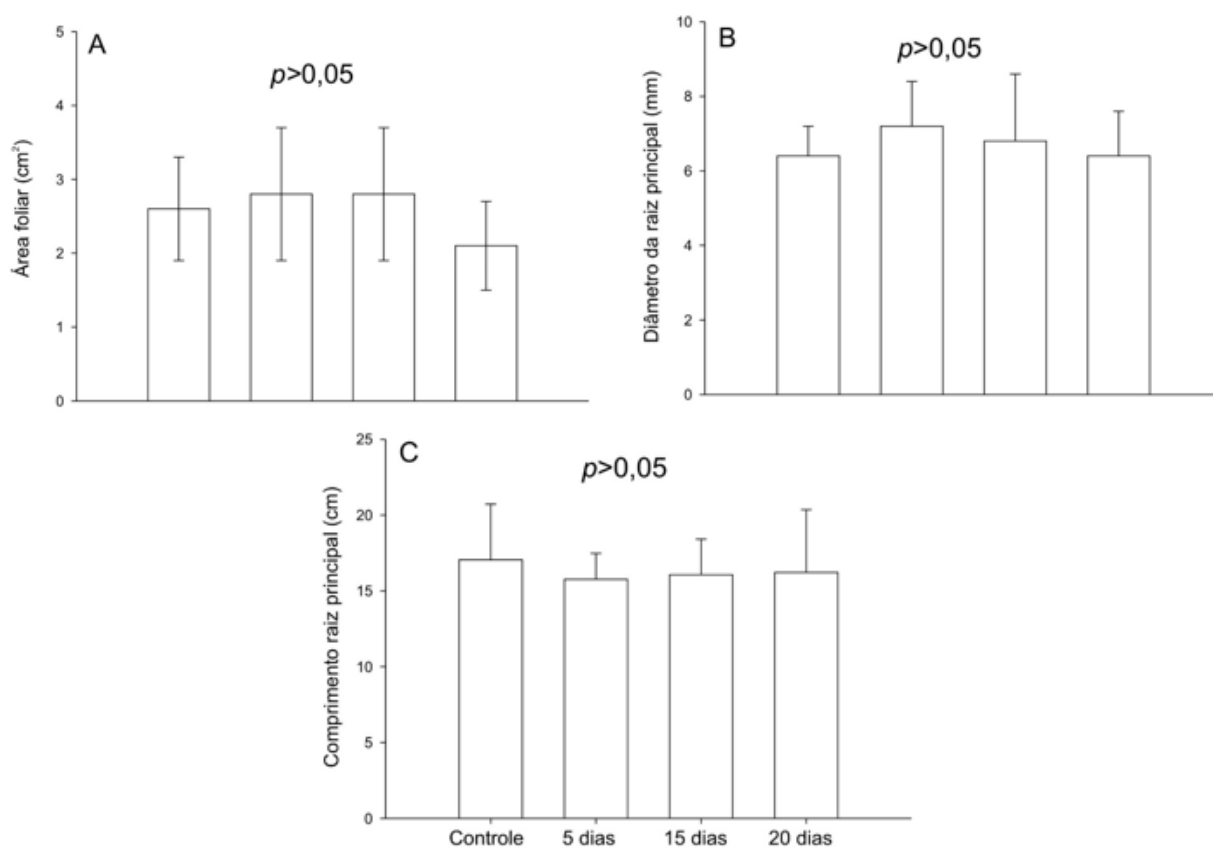 A
p>0,05
Área foliar (cm²)
5
4
3
2
1
0
B
p>0,05
Diâmetro da raiz principal (mm)
10
8
6
4
2
0
C
p>0,05
Comprimento raiz principal (cm)
25
20
15
10
5
0
Controle 5 dias 15 dias 20 dias